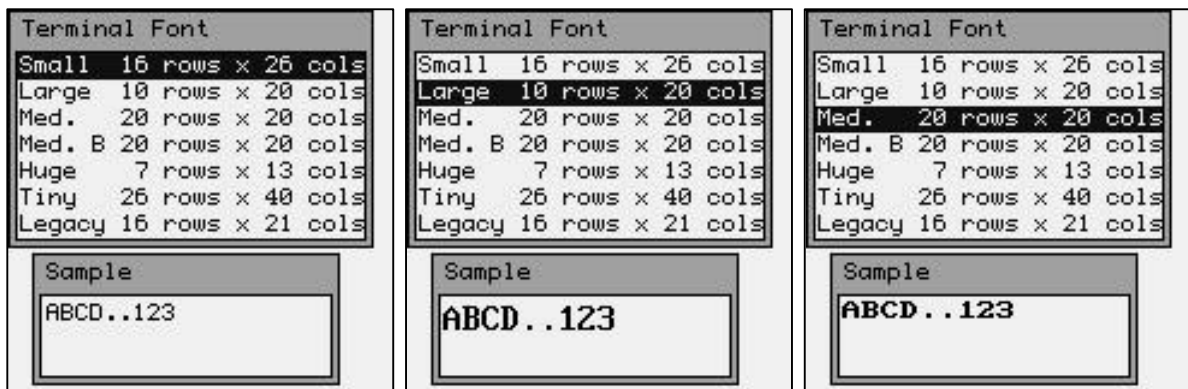 Terminal Font
Small  16 rows x 26 cols
Large  10 rows x 20 cols
Med.   20 rows x 20 cols
Med. B 20 rows x 20 cols
Huge    7 rows x 13 cols
Tiny   26 rows x 40 cols
Legacy 16 rows x 21 cols
Sample
ABCD..123
Terminal Font
Small  16 rows x 26 cols
Large  10 rows x 20 cols
Med.   20 rows x 20 cols
Med. B 20 rows x 20 cols
Huge    7 rows x 13 cols
Tiny   26 rows x 40 cols
Legacy 16 rows x 21 cols
Sample
ABCD..123
Terminal Font
Small  16 rows x 26 cols
Large  10 rows x 20 cols
Med.   20 rows x 20 cols
Med. B 20 rows x 20 cols
Huge    7 rows x 13 cols
Tiny   26 rows x 40 cols
Legacy 16 rows x 21 cols
Sample
ABCD..123